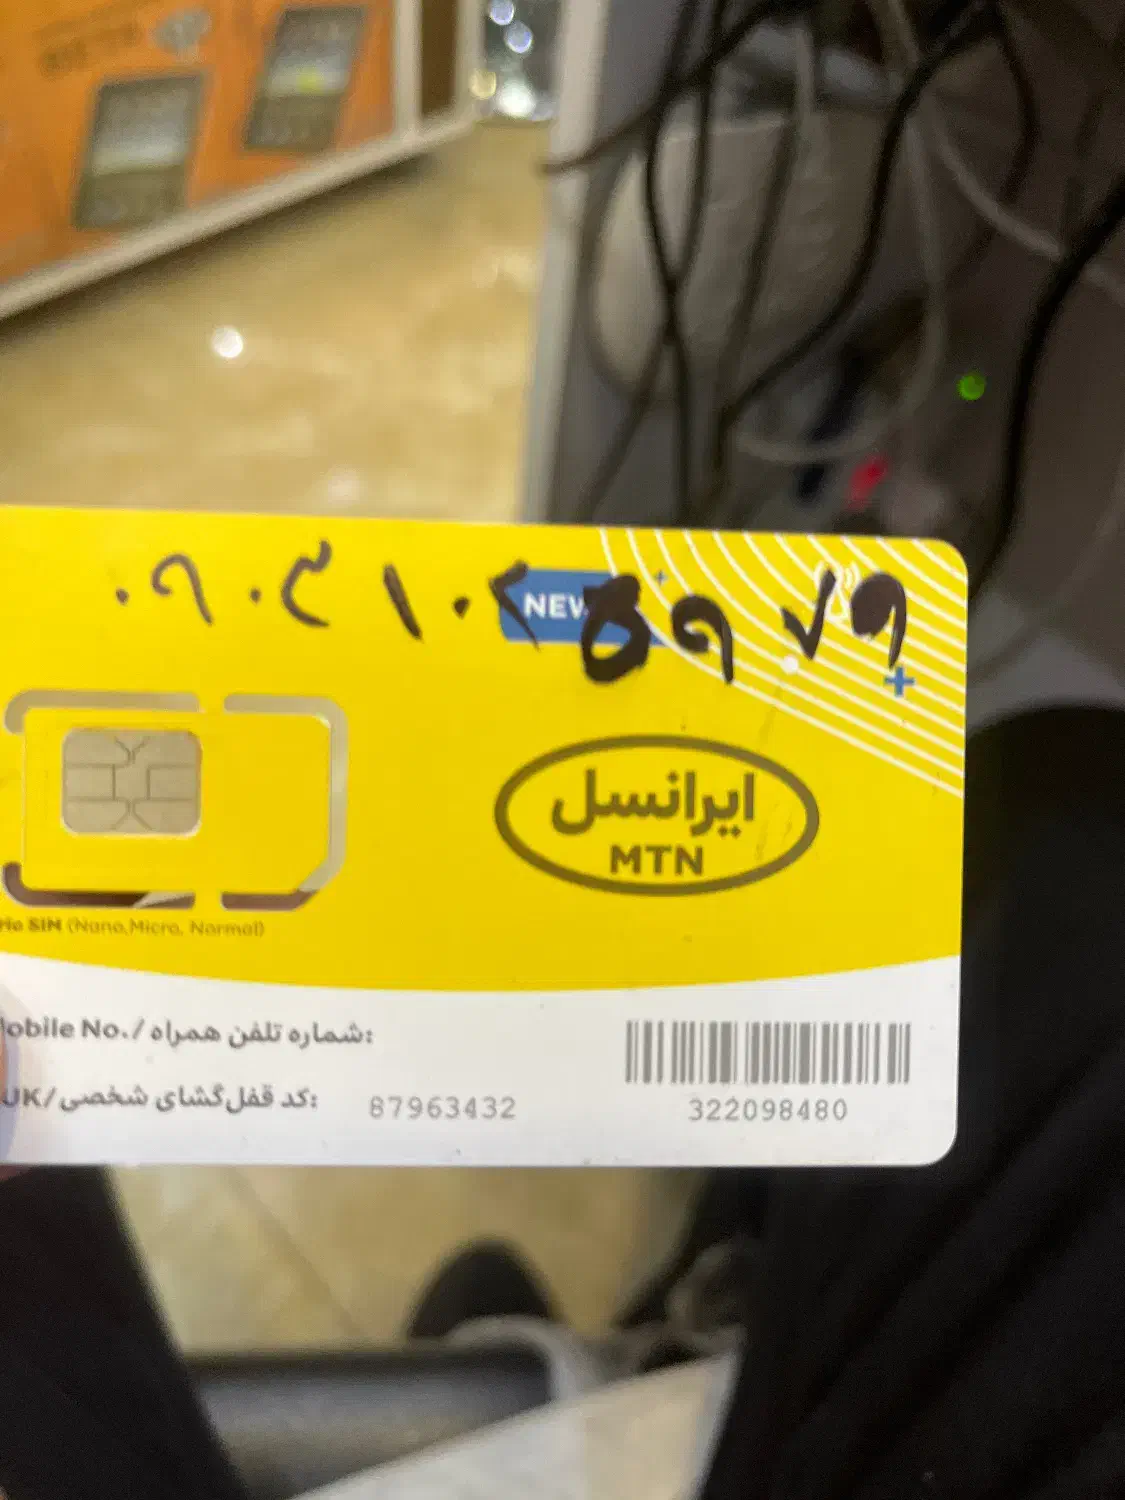 ۰۹۰۳۱۰۲۵۹۷۹
NEW
ایرانسل
MTN
SIM (Nano,Micro, Normal)
شماره تلفن همراه /Mobile No.:
کد قفل‌گشای شخصی/PUK: 87963432
322098480